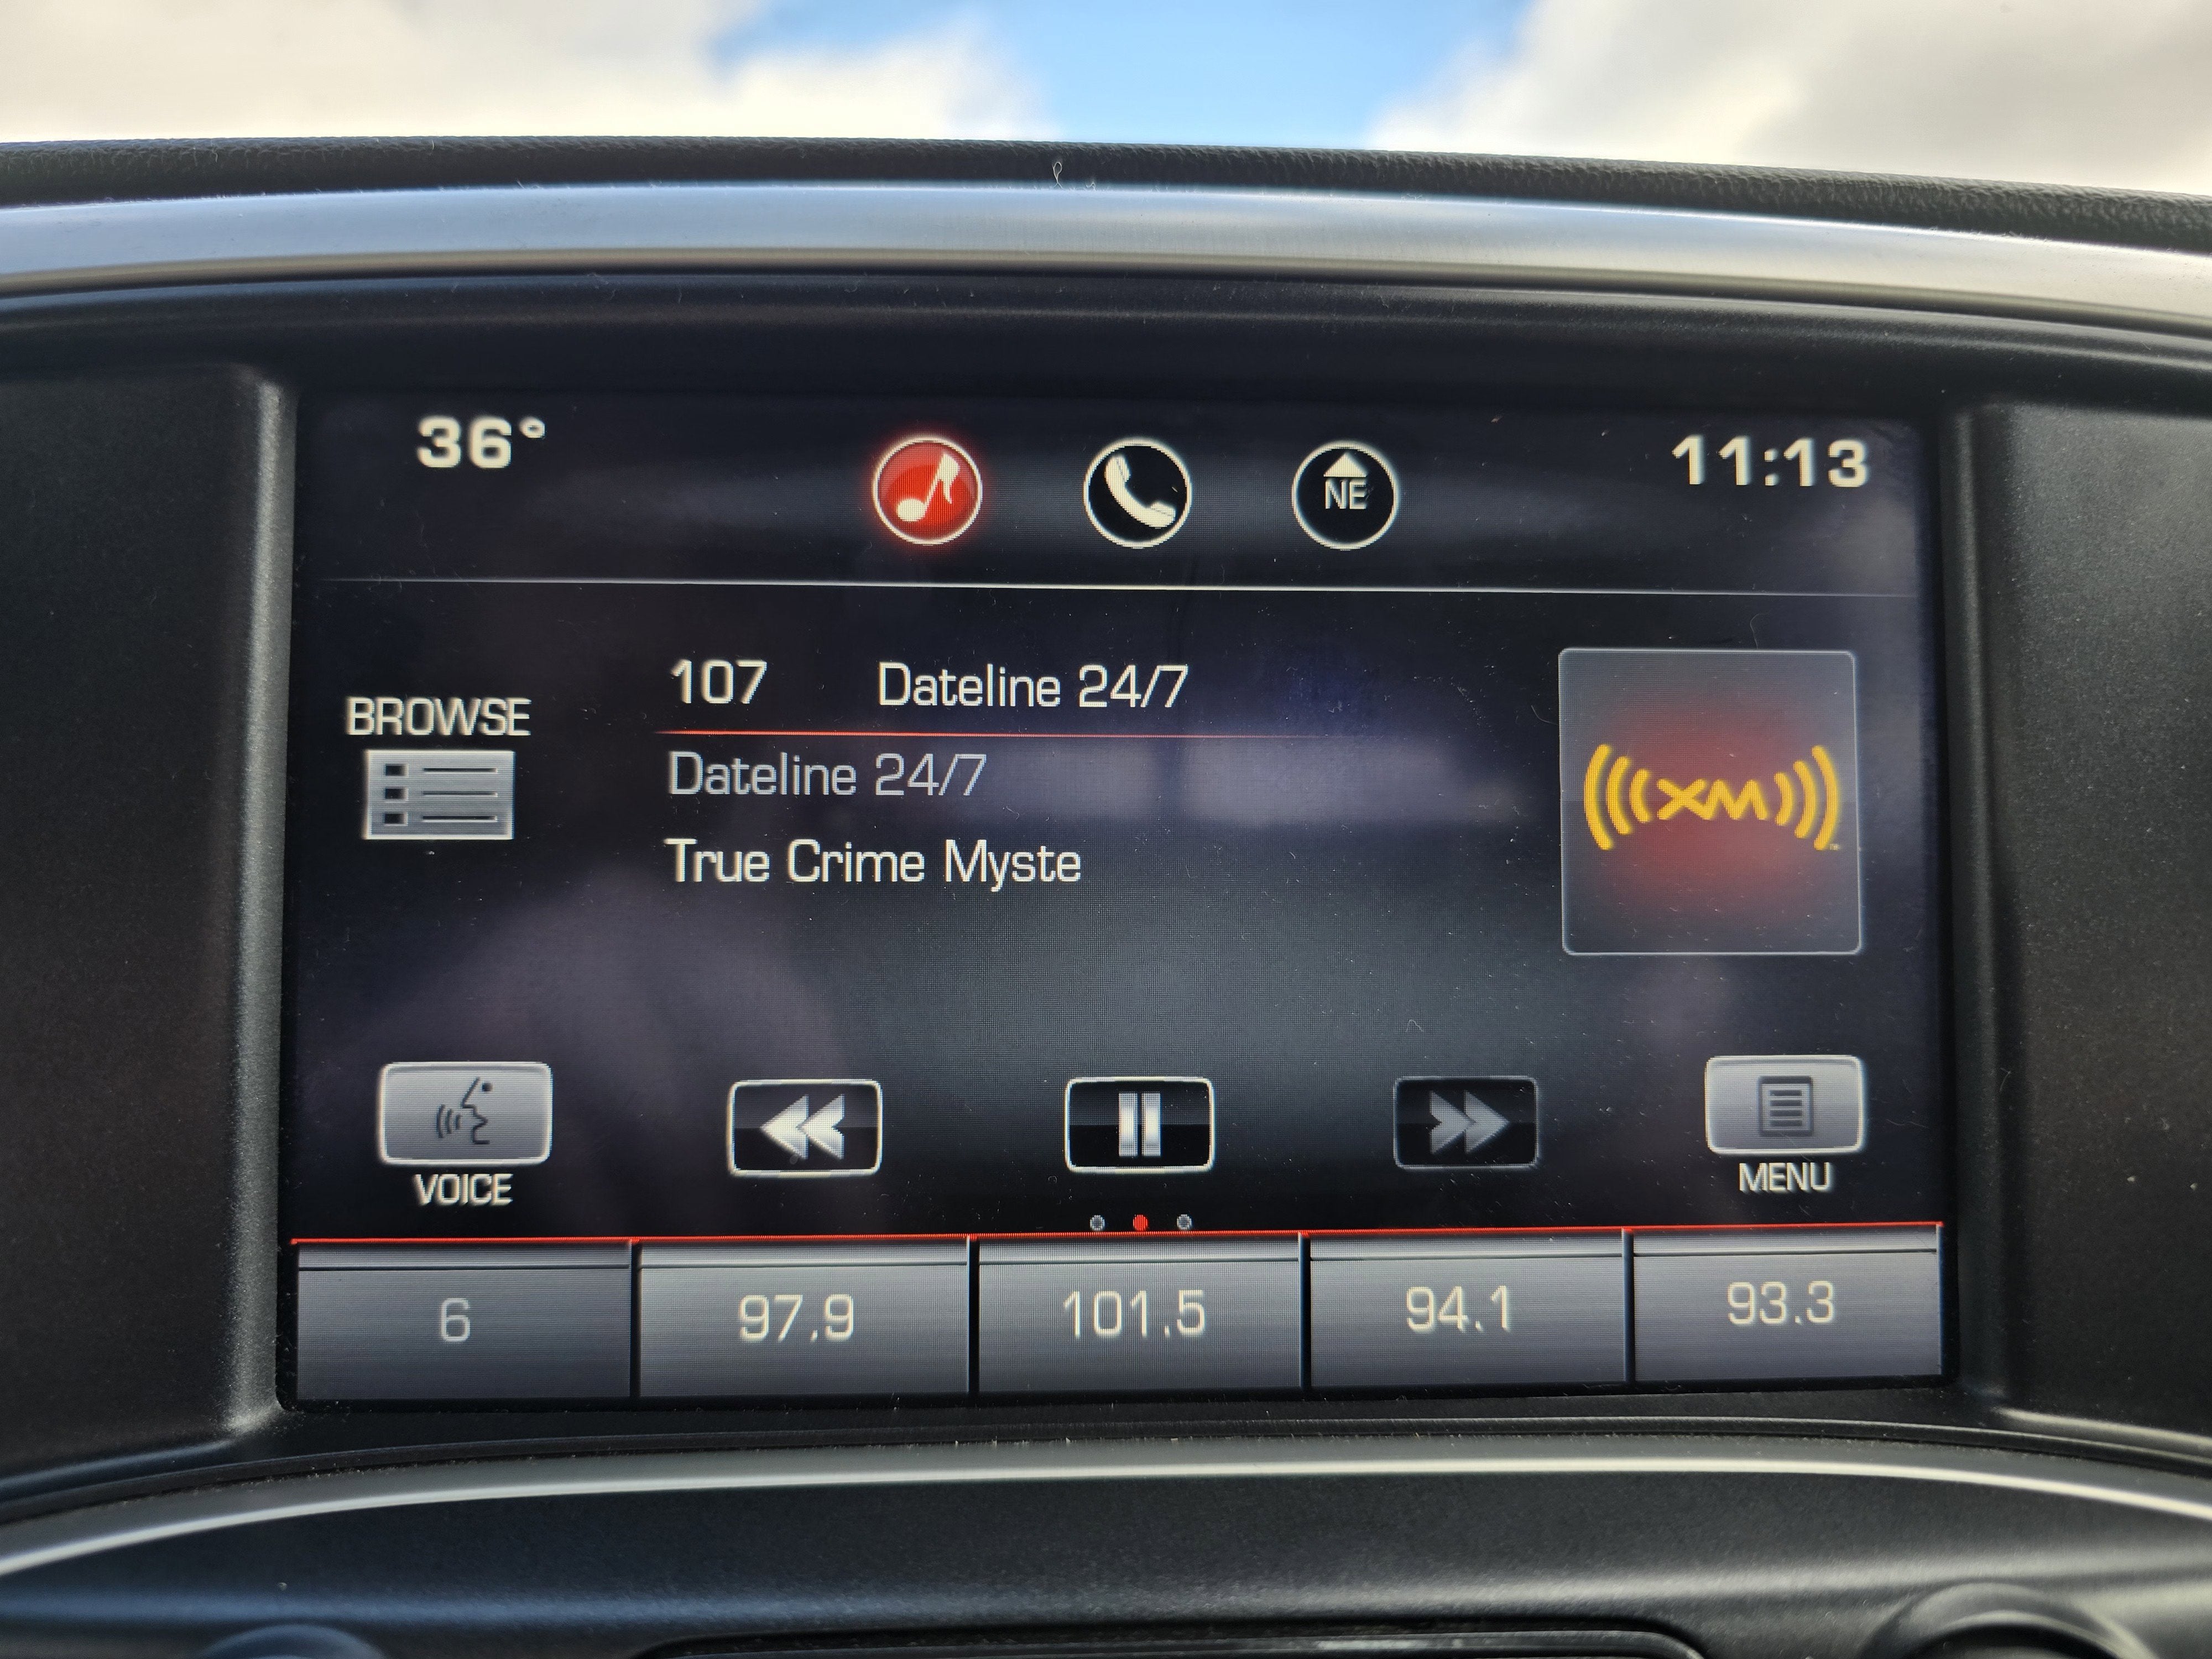 36°
NE
11:13
107 Dateline 24/7
BROWSE
Dateline 24/7
True Crime Myste
((( XM )))
VOICE
MENU
6
97.9
101.5
94.1
93.3